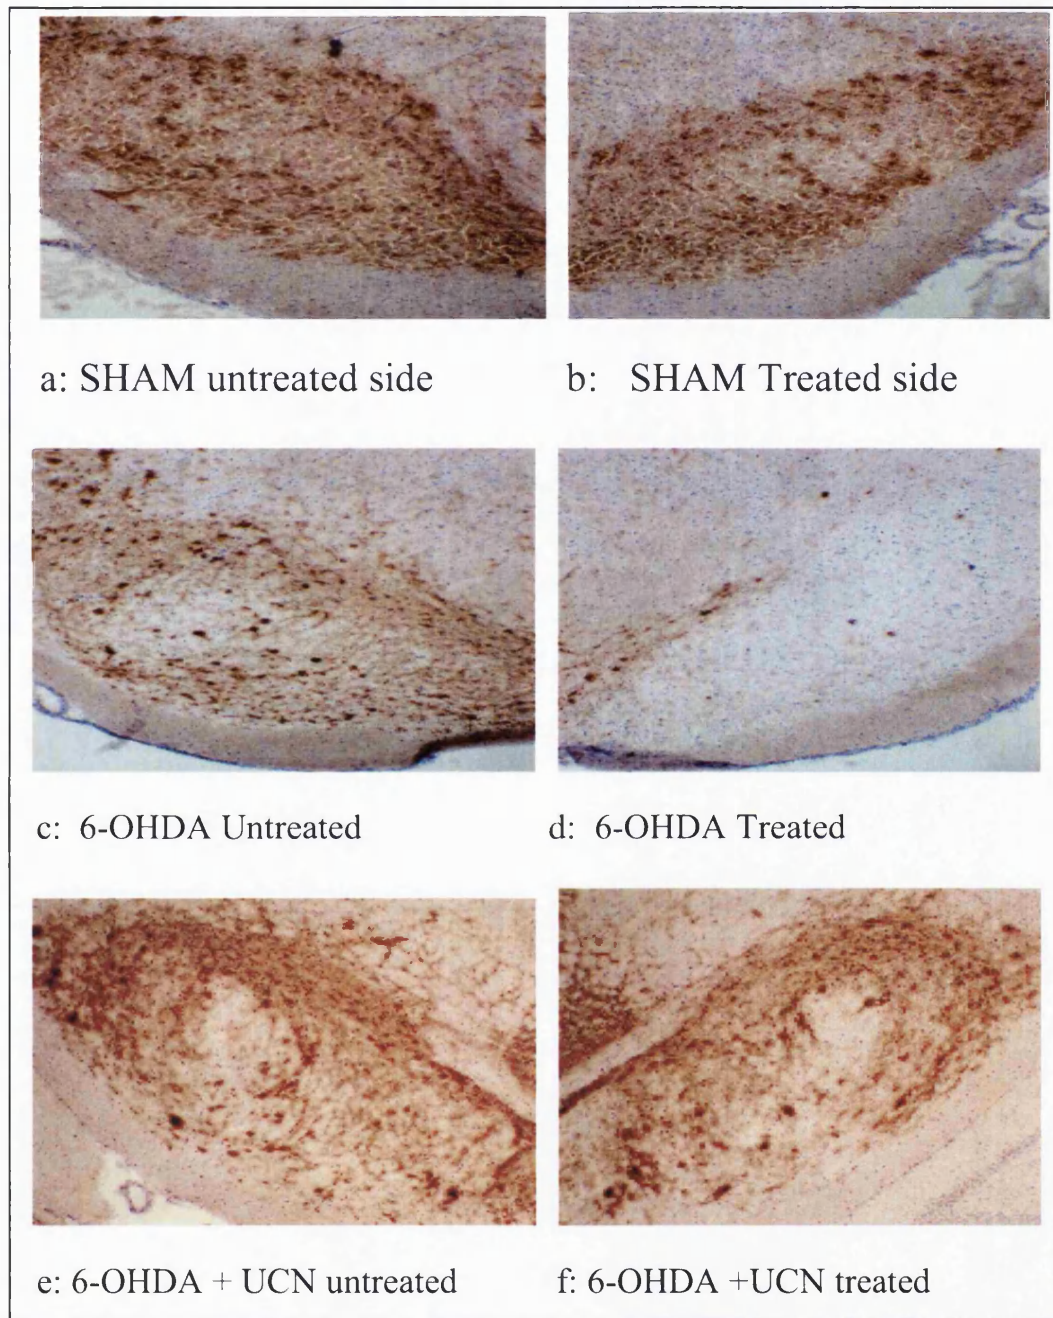 a: SHAM untreated side
b: SHAM Treated side
c: 6-OHDA Untreated
d: 6-OHDA Treated
e: 6-OHDA + UCN untreated
f: 6-OHDA +UCN treated